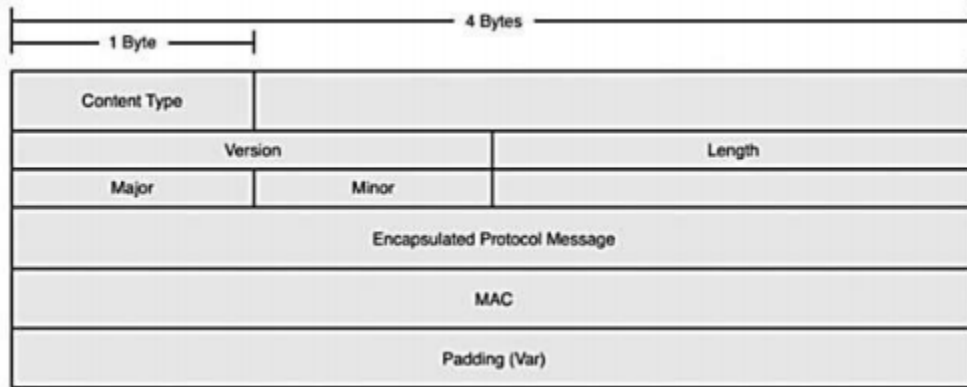 4 Bytes
1 Byte
Content Type
Version Length
Major Minor
Encapsulated Protocol Message
MAC
Padding (Var)